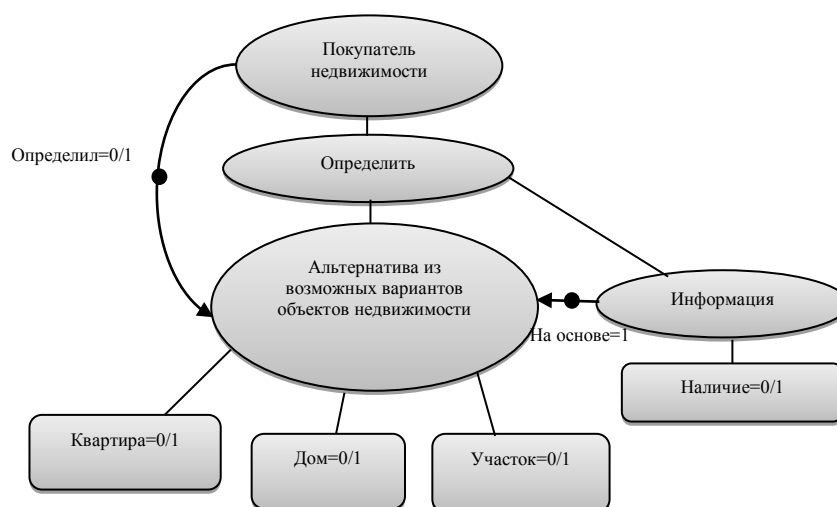 Покупатель
недвижимости
Определил=0/1
Определить
Альтернатива из
возможных вариантов
объектов недвижимости
Информация
На основе=1
Наличие=0/1
Квартира=0/1
Дом=0/1
Участок=0/1